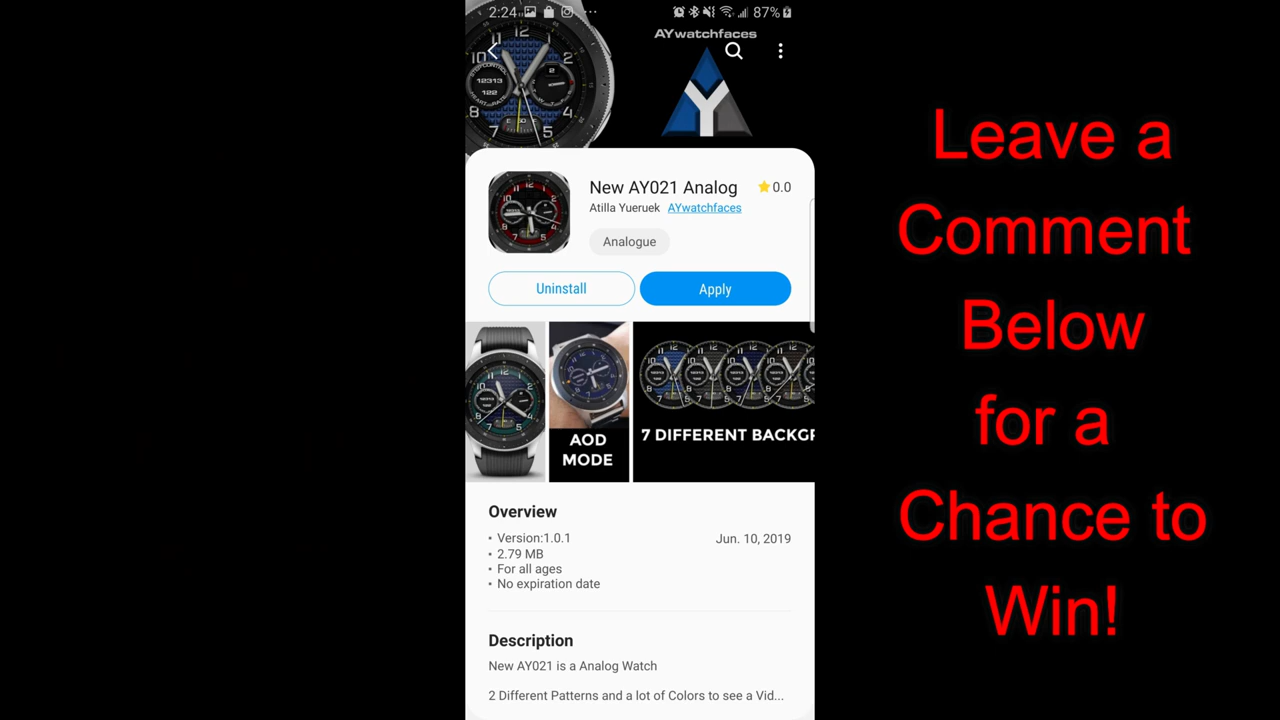 2:24
87%
AYwatchfaces
New AY021 Analog
0.0
Atilla Yueruek AYwatchfaces
Analogue
Uninstall
Apply
AOD
MODE
7 DIFFERENT BACKGR
Overview
• Version:1.0.1
Jun. 10, 2019
• 2.79 MB
• For all ages
• No expiration date
Description
New AY021 is a Analog Watch
2 Different Patterns and a lot of Colors to see a Vid...
Leave a
Comment
Below
for a
Chance to
Win!